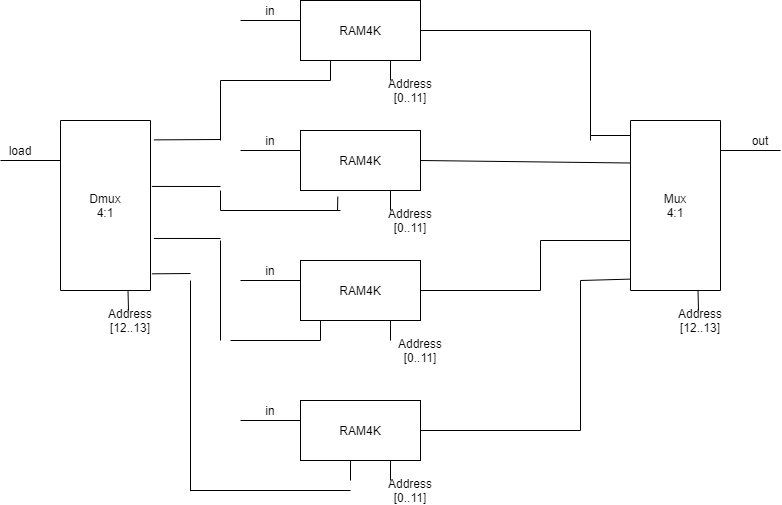 in
RAM4K
Address
[0..11]
load
in
RAM4K
out
Dmux
4:1
Mux
4:1
Address
[0..11]
in
RAM4K
Address
[12..13]
Address
[12..13]
Address
[0..11]
in
RAM4K
Address
[0..11]